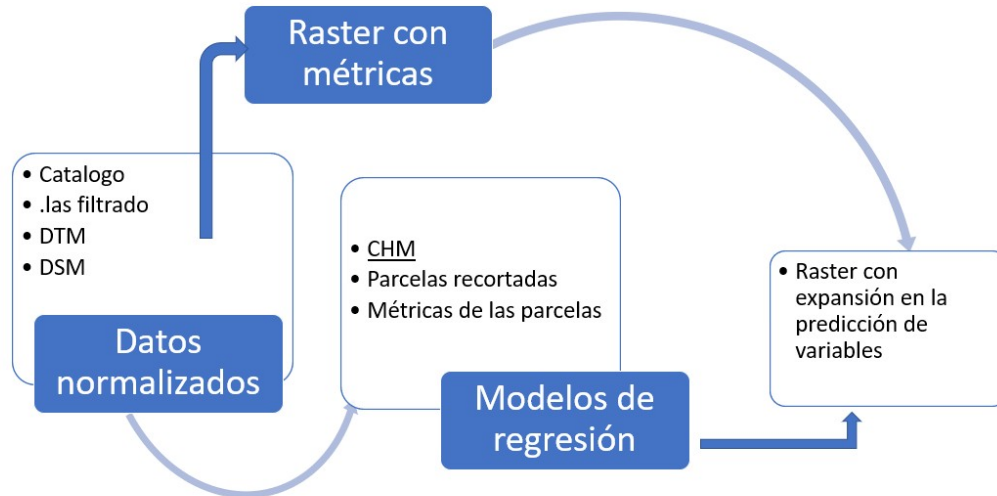 Raster con
métricas
• Catalogo
• .las filtrado
• DTM
• DSM
Datos
normalizados
• CHM
• Parcelas recortadas
• Métricas de las parcelas
Modelos de
regresión
• Raster con
expansión en la
predicción de
variables